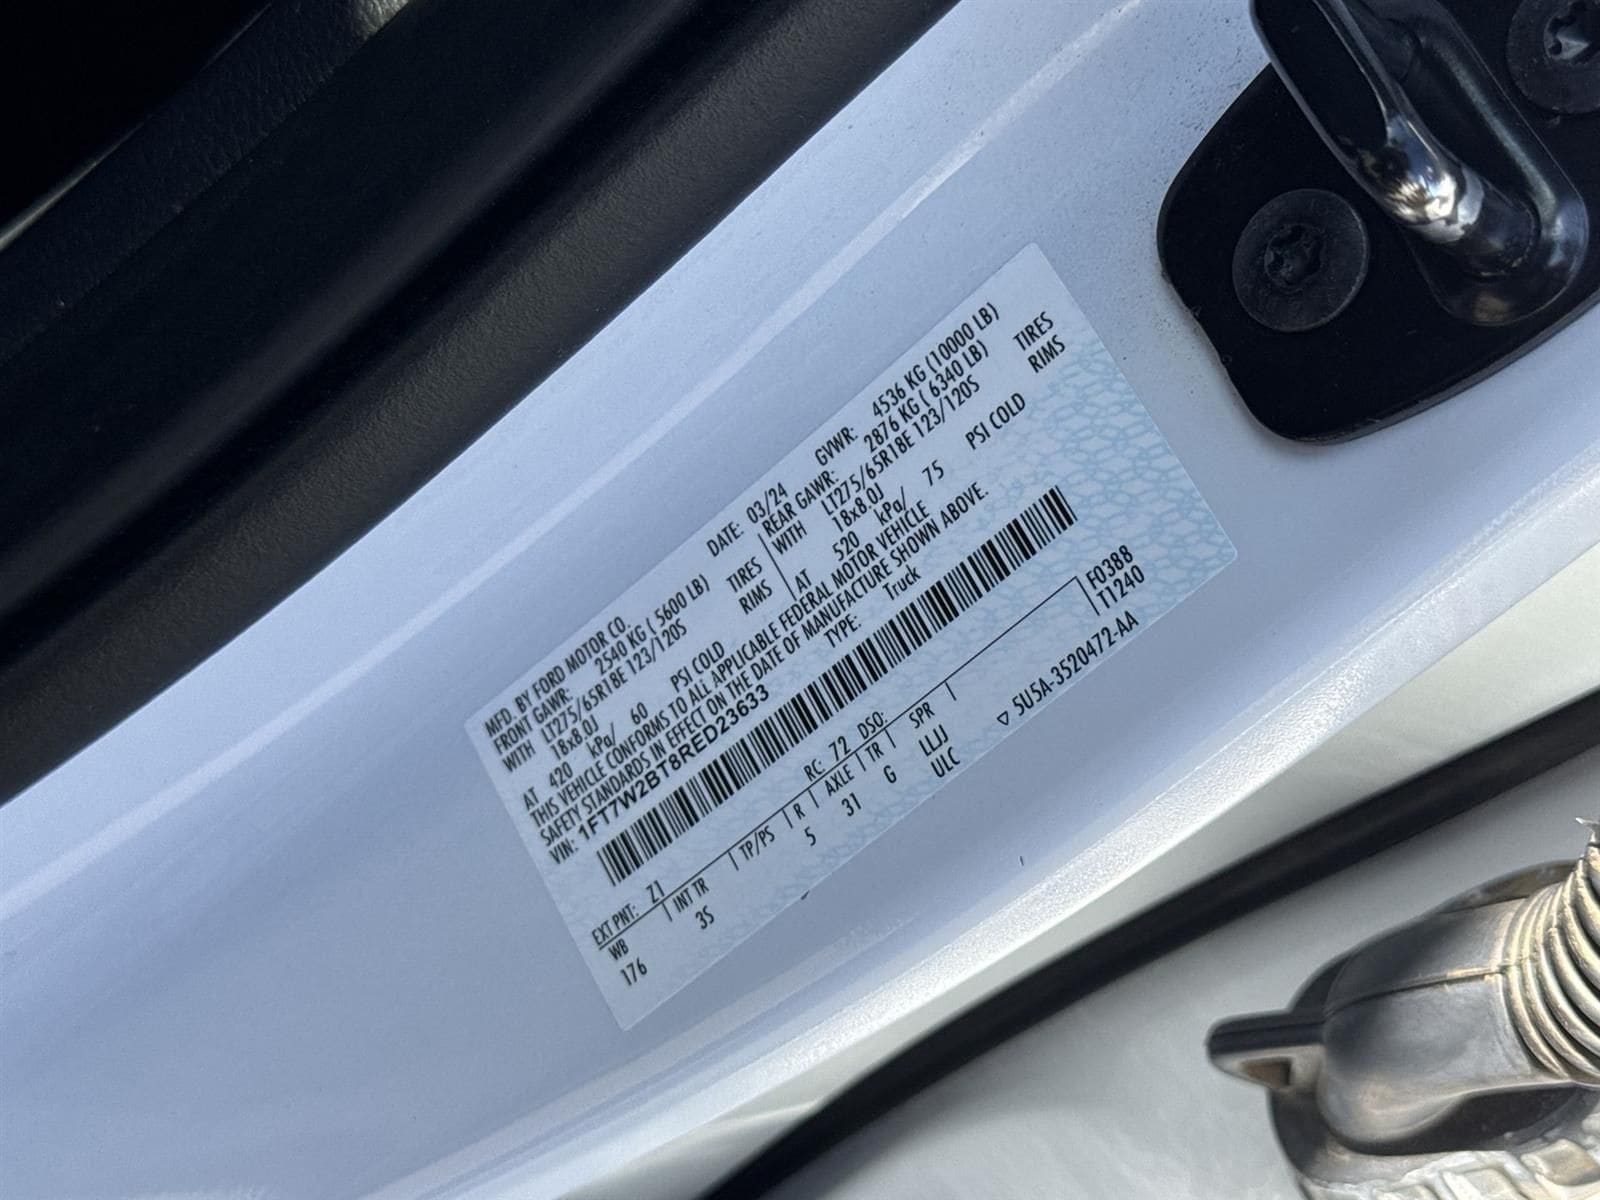 MFD. BY FORD MOTOR CO.
DATE: 03/24 GVWR: 4536 KG (10000 LB)
FRONT GAWR: 2540 KG ( 5600 LB) REAR GAWR: 2876 KG ( 6340 LB)
WITH LT275/65R18E 123/120S TIRES WITH LT275/65R18E 123/120S TIRES
18x8.0J RIMS 18x8.0J RIMS
AT 420 kPa/ 60 PSI COLD AT 520 kPa/ 75 PSI COLD
THIS VEHICLE CONFORMS TO ALL APPLICABLE FEDERAL MOTOR VEHICLE
SAFETY STANDARDS IN EFFECT ON THE DATE OF MANUFACTURE SHOWN ABOVE.
VIN: 1FT7W2BT8RED23633 TYPE: Truck
F0388
T1240
EXT PNT: Z1 RC: 72 DSO:
WB INT TR TP/PS R AXLE TR SPR
176 3S 5 31 G LLJJ
ULC
▽ 5U5A-3520472-AA